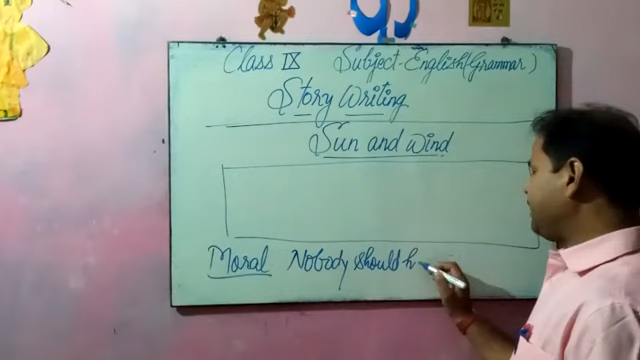 Class IX Subject-English(Grammar)
Story Writing
Sun and Wind
Moral Nobody should h